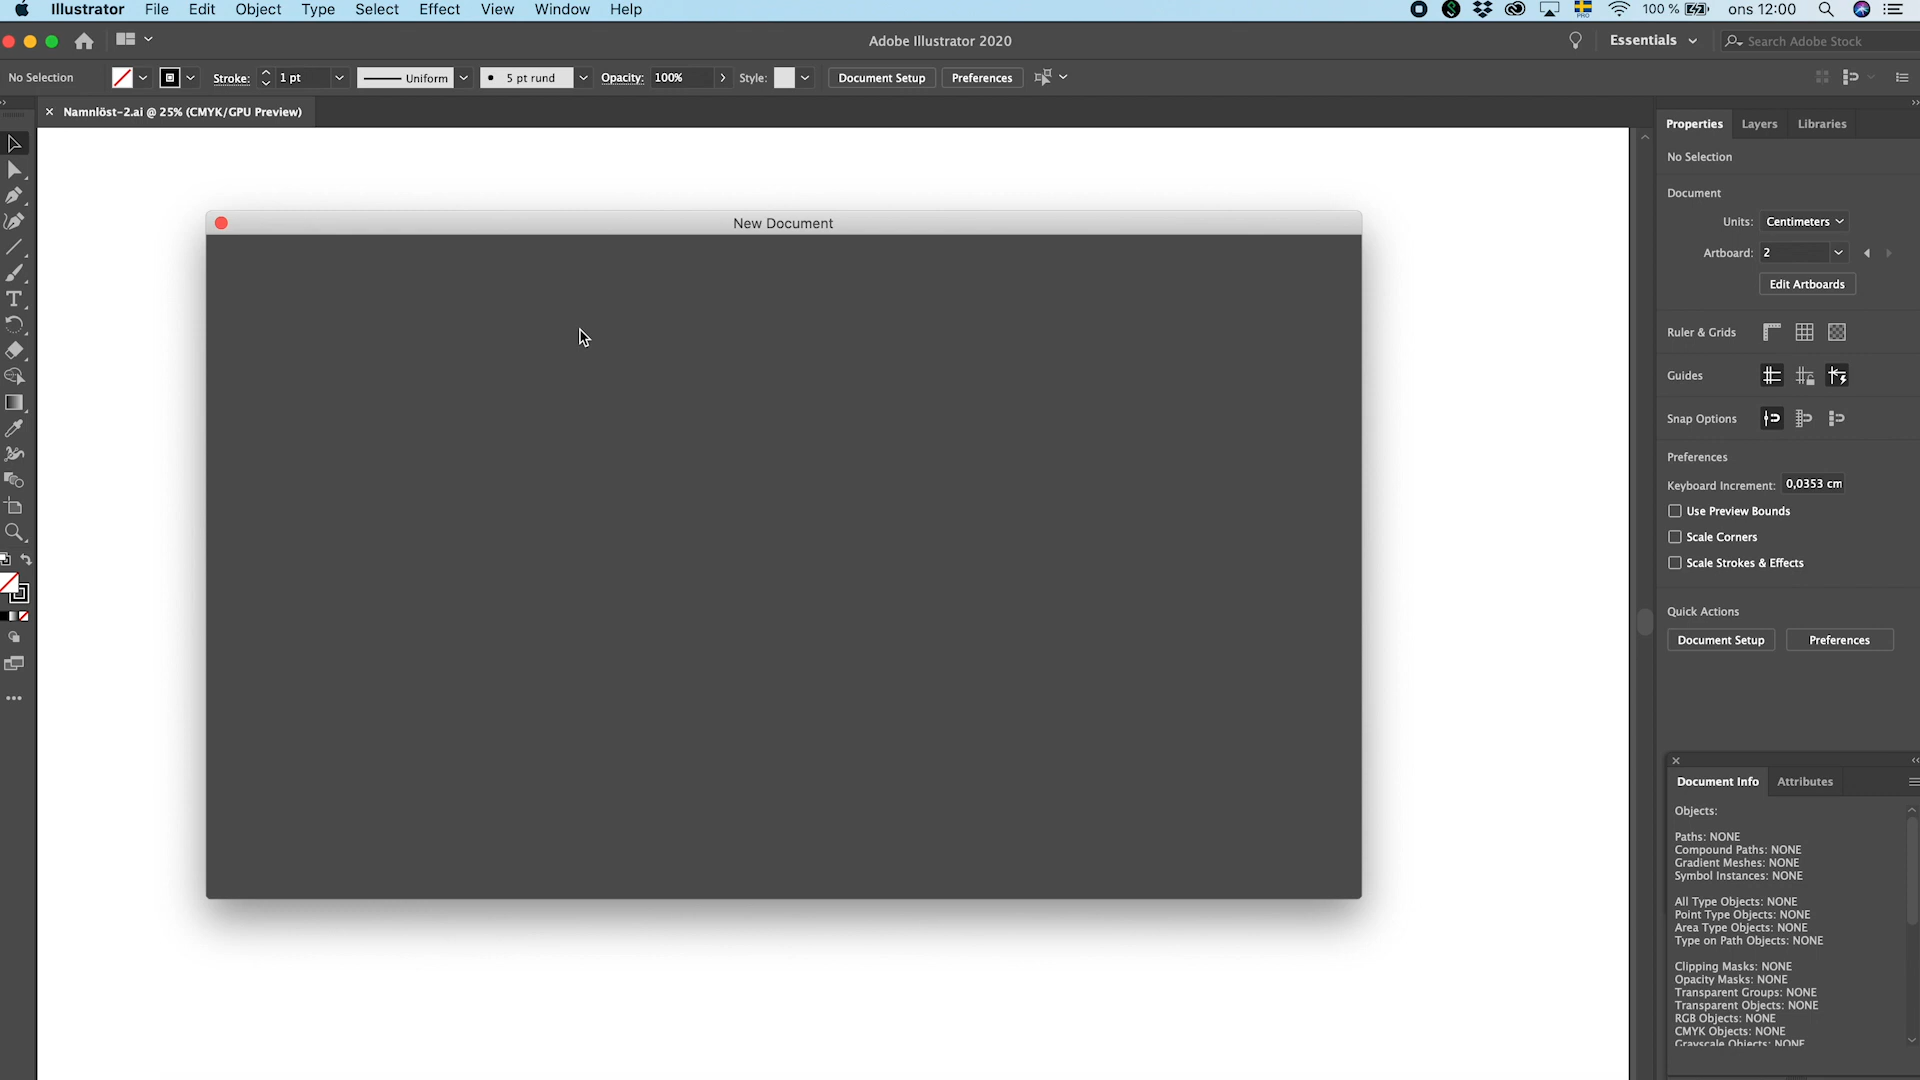 Illustrator File Edit Object Type Select Effect View Window Help
PRO 100 % ons 12:00
Adobe Illustrator 2020
Essentials
Search Adobe Stock
No Selection
Stroke: 1 pt
Uniform
5 pt rund
Opacity: 100%
Style:
Document Setup
Preferences
× Namnlöst-2.ai @ 25% (CMYK/GPU Preview)
New Document
Properties Layers Libraries
No Selection
Document
Units: Centimeters
Artboard: 2
Edit Artboards
Ruler & Grids
Guides
Snap Options
Preferences
Keyboard Increment: 0,0353 cm
Use Preview Bounds
Scale Corners
Scale Strokes & Effects
Quick Actions
Document Setup Preferences
Document Info Attributes
Objects:
Paths: NONE
Compound Paths: NONE
Gradient Meshes: NONE
Symbol Instances: NONE
All Type Objects: NONE
Point Type Objects: NONE
Area Type Objects: NONE
Type on Path Objects: NONE
Clipping Masks: NONE
Opacity Masks: NONE
Transparent Groups: NONE
Transparent Objects: NONE
RGB Objects: NONE
CMYK Objects: NONE
Grayscale Objects: NONE